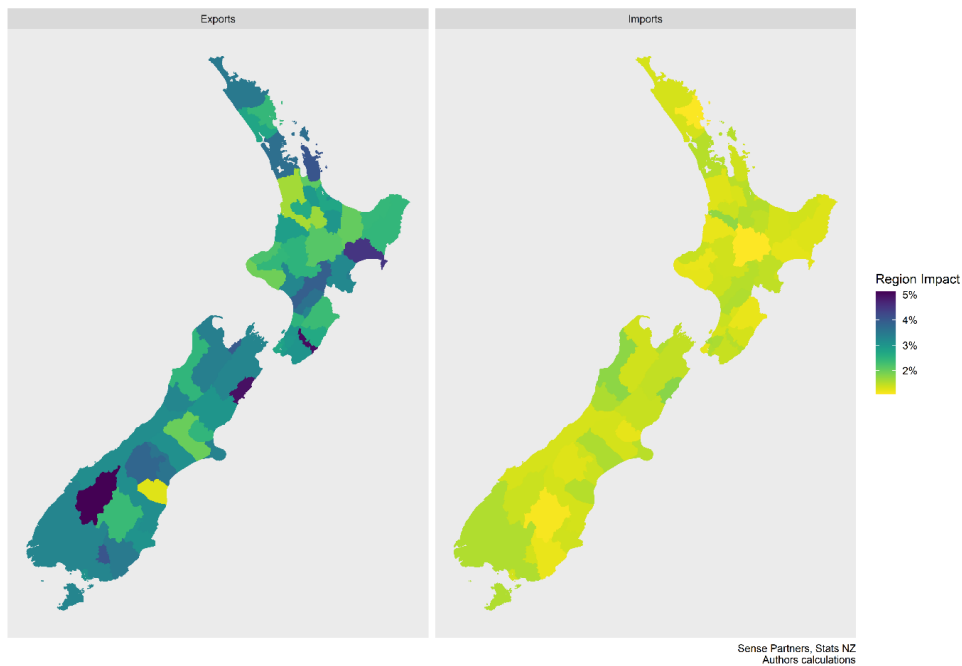 Exports
Imports
Region Impact
5%
4%
3%
2%
Sense Partners, Stats NZ
Authors calculations